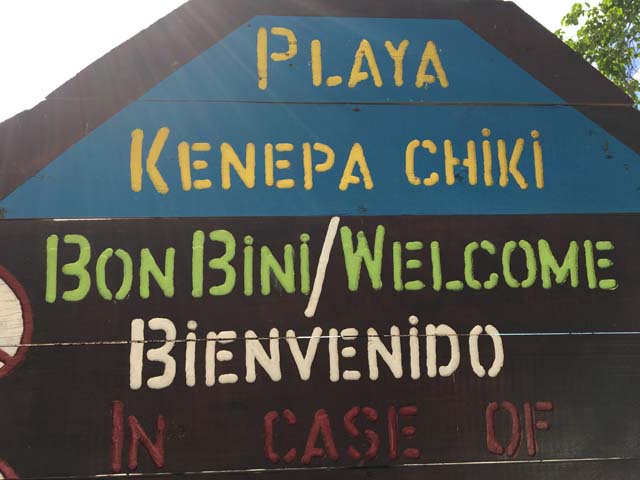 PLAYA
KENEPA CHIKI
BON BiNi/WELCOME
BiENVENiDO
IN CASE OF